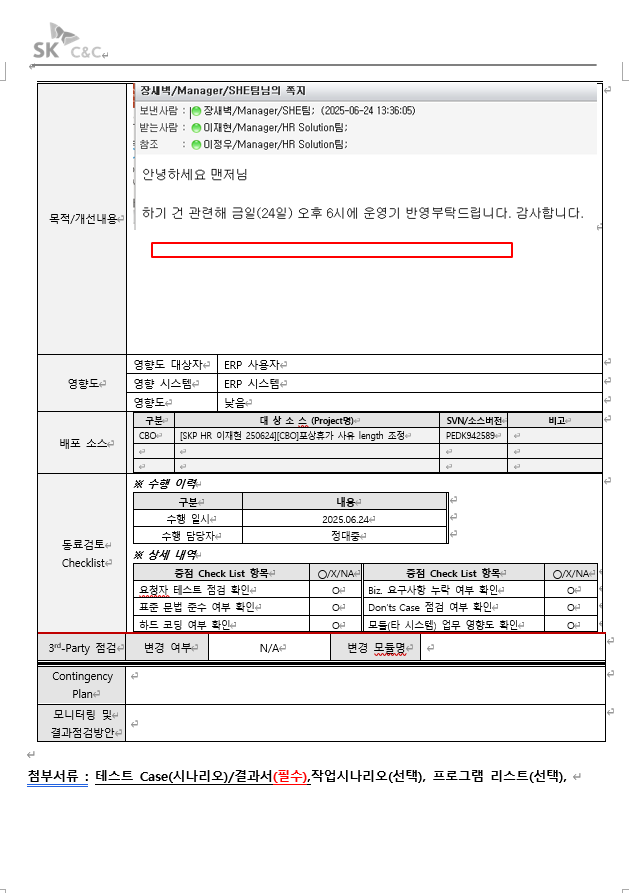 SK C&C
장새벽/Manager/SHE팀님의 쪽지
보낸사람 : 장새벽/Manager/SHE팀; (2025-06-24 13:36:05)
받는사람 : 이재현/Manager/HR Solution팀;
참조 : 이정우/Manager/HR Solution팀;
안녕하세요 맨저님
목적/개선내용
하기 건 관련해 금일(24일) 오후 6시에 운영기 반영부탁드립니다. 감사합니다.
영향도
영향도 대상자 ERP 사용자
영향 시스템 ERP 시스템
영향도 낮음
배포 소스
구분 대 상 소 스 (Project명) SVN/소스버전 비고
CBO [SKP HR 이재현 250624][CBO]포상휴가 사유 length 조정 PEDK942589
동료검토
Checklist
※ 수행 이력
구분 내용
수행 일시 2025.06.24
수행 담당자 정대중
※ 상세 내역
중점 Check List 항목 ○/X/NA 중점 Check List 항목 ○/X/NA
요청자 테스트 점검 확인 O Biz. 요구사항 누락 여부 확인 O
표준 문법 준수 여부 확인 O Don'ts Case 점검 여부 확인 O
하드 코딩 여부 확인 O 모듈(타 시스템) 업무 영향도 확인 O
3rd-Party 점검 변경 여부 N/A 변경 모듈명
Contingency
Plan
모니터링 및
결과점검방안
첨부서류 : 테스트 Case(시나리오)/결과서(필수),작업시나리오(선택), 프로그램 리스트(선택),